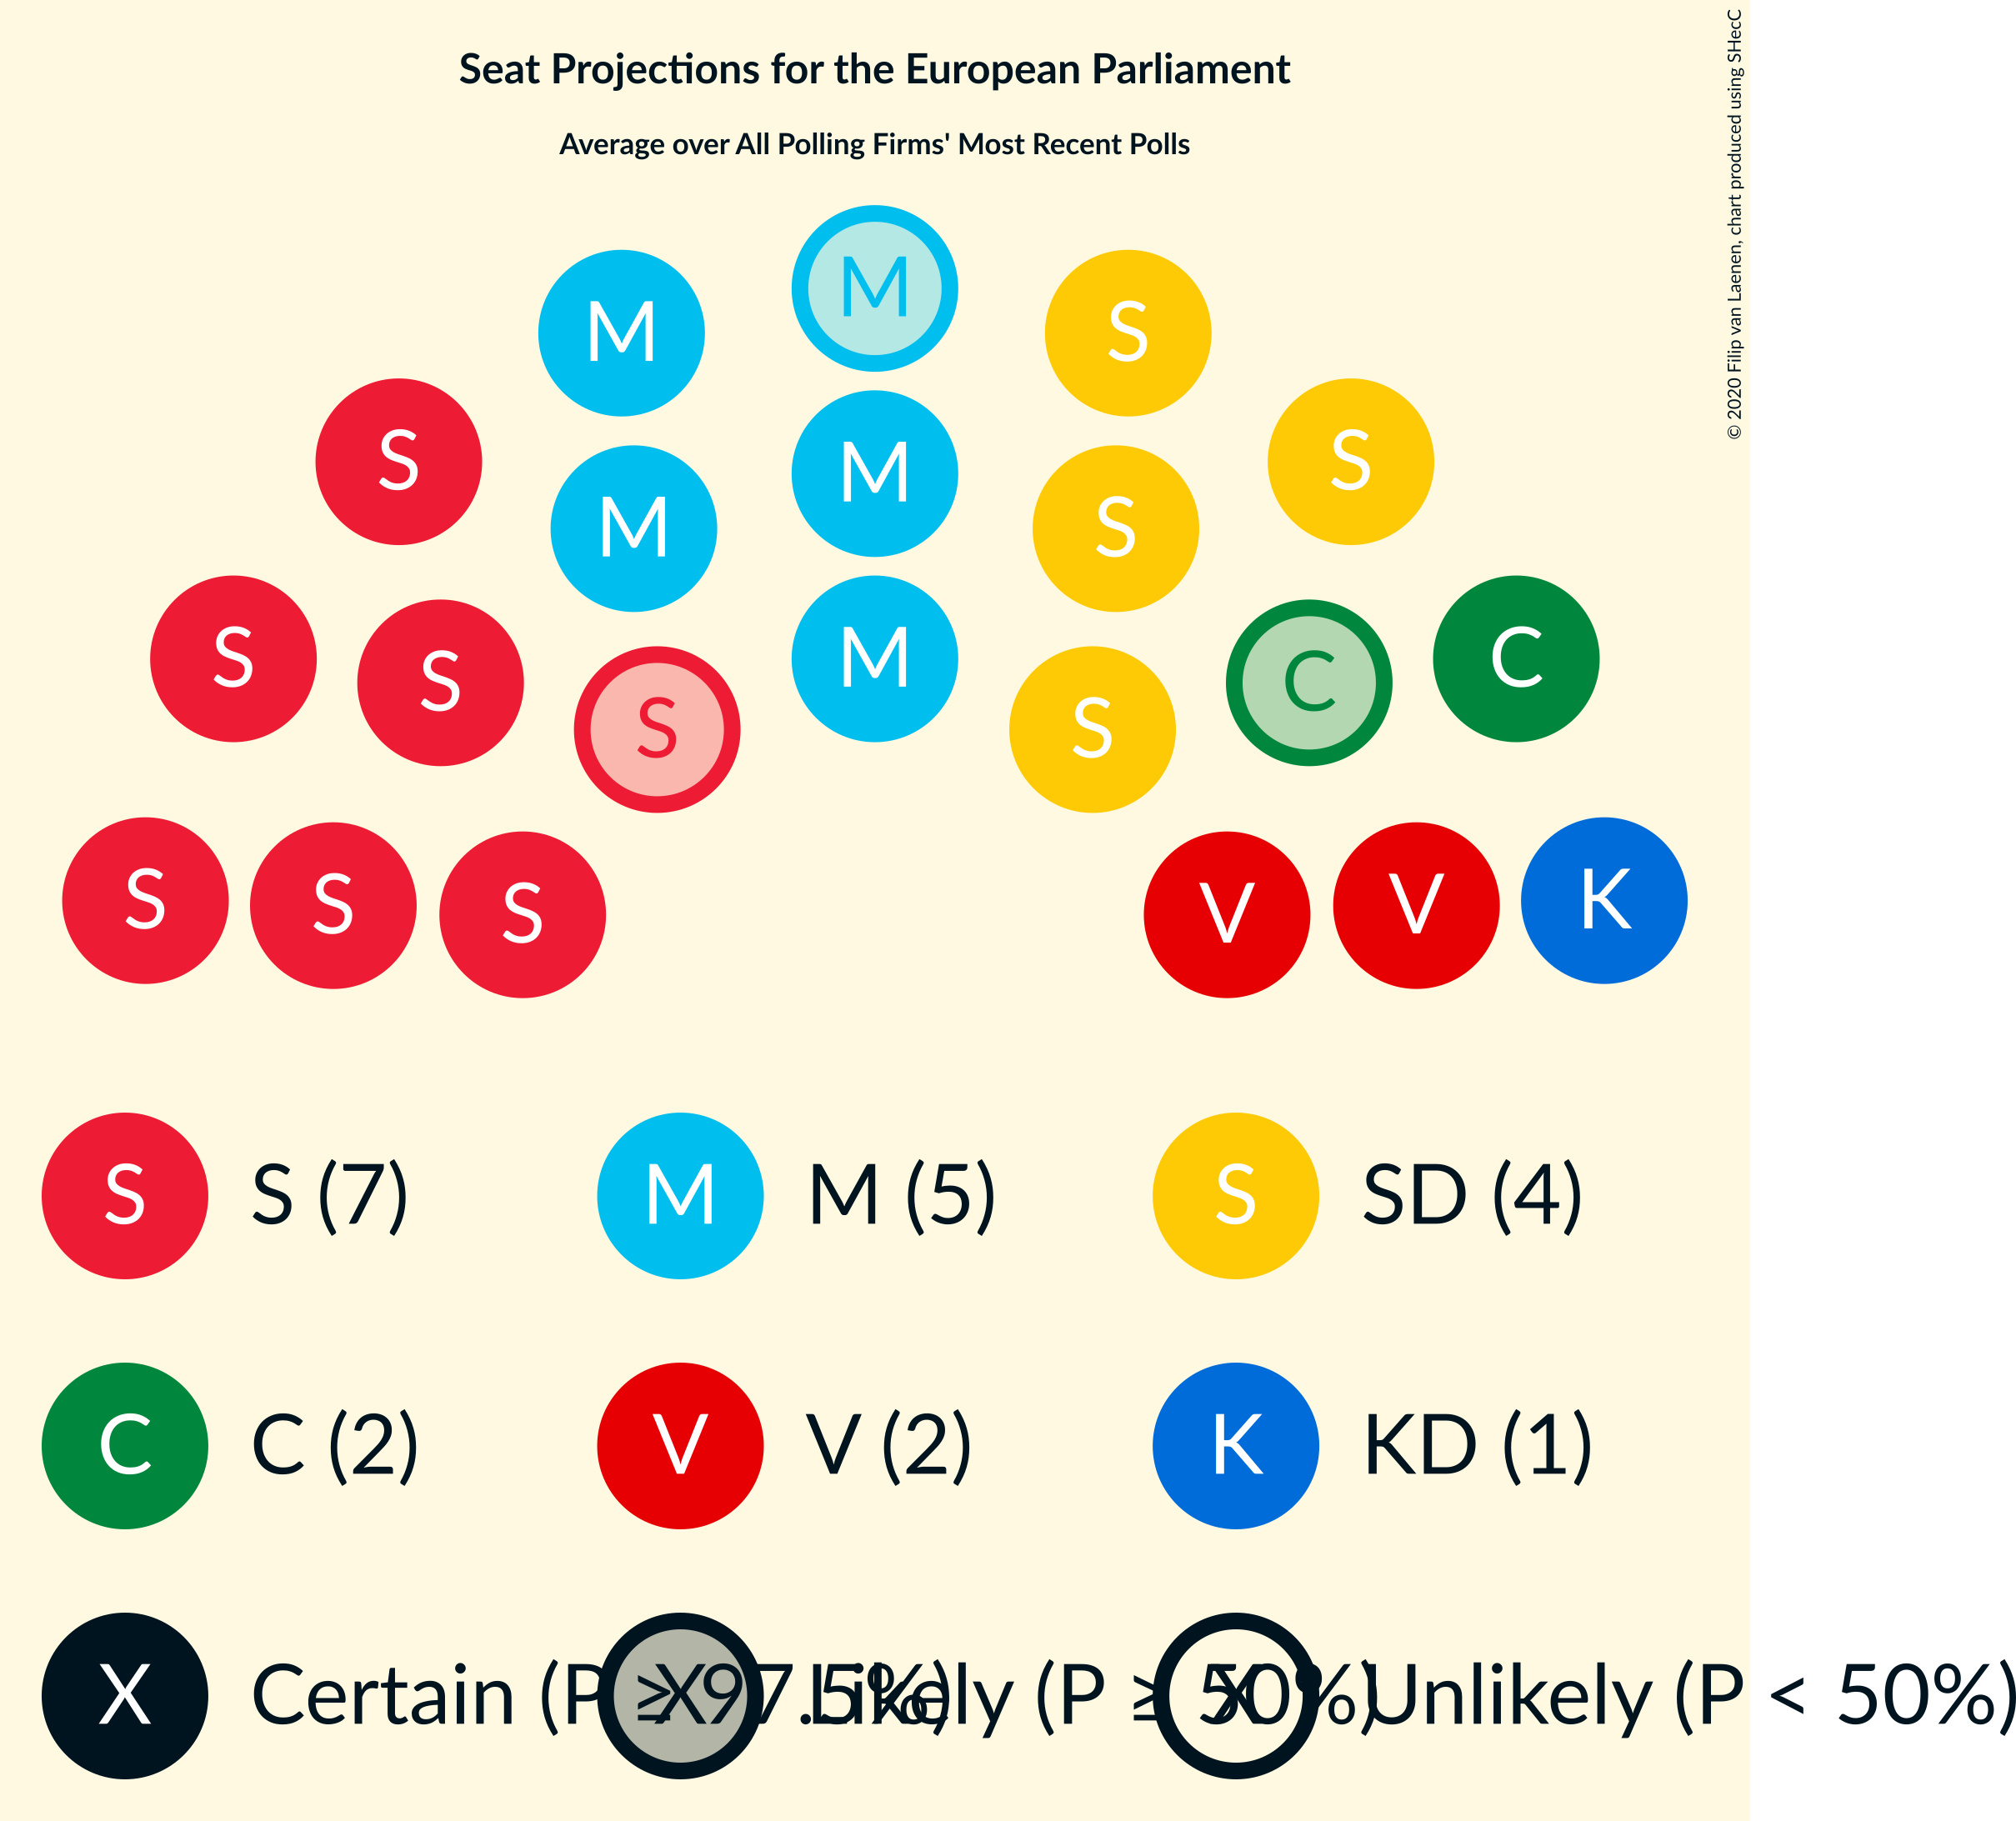 Seat Projections for the European Parliament
Average over All Polling Firms' Most Recent Polls
© 2020 Filip van Laenen, chart produced using SHecC
M
M
S
S
M
S
M
M
S
S
S
S
C
C
S
M
S
S
S
S
V
V
K
S S (7) M M (5) S SD (4)
C C (2) V V (2) K KD (1)
X Certain (P ≥ 97.5%) X Likely (P ≥ 50%) X Unlikely (P < 50%)